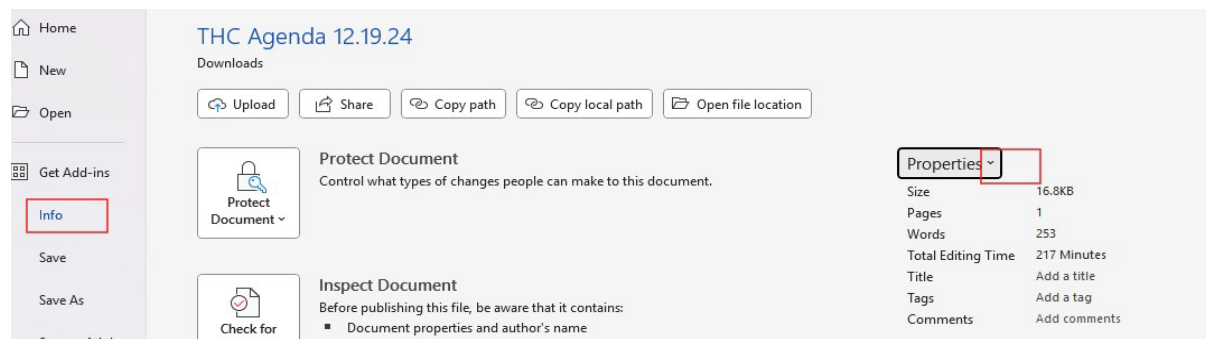 Home
New
Open
Get Add-ins
Info
Save
Save As
THC Agenda 12.19.24
Downloads
Upload
Share
Copy path
Copy local path
Open file location
Protect Document
Protect Document
Control what types of changes people can make to this document.
Check for
Inspect Document
Before publishing this file, be aware that it contains:
▪ Document properties and author's name
Properties
Size 16.8KB
Pages 1
Words 253
Total Editing Time 217 Minutes
Title Add a title
Tags Add a tag
Comments Add comments